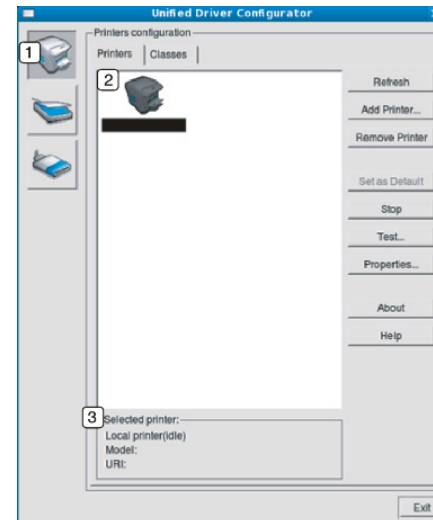 Unified Driver Configurator
Printers configuration
Printers
Classes
1
2
Refresh
Add Printer...
Remove Printer
Set as Default
Stop
Test...
Properties...
About
Help
3
Selected printer:
Local printer(idle)
Model:
URI:
Exit